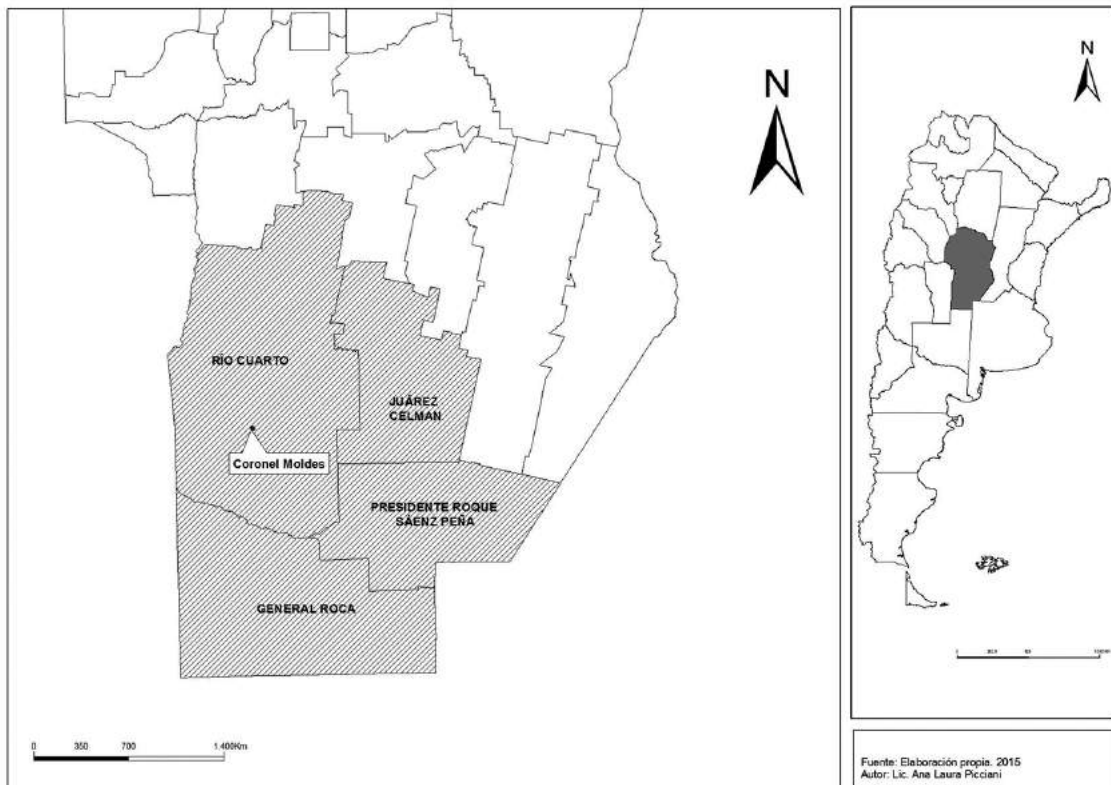 N
N
RÍO CUARTO
JUÁREZ
CELMAN
Coronel Moldes
PRESIDENTE ROQUE
SÁENZ PEÑA
GENERAL ROCA
0 350 700 1.400Km
Fuente: Elaboración propia. 2015
Autor: Lic. Ana Laura Picciani